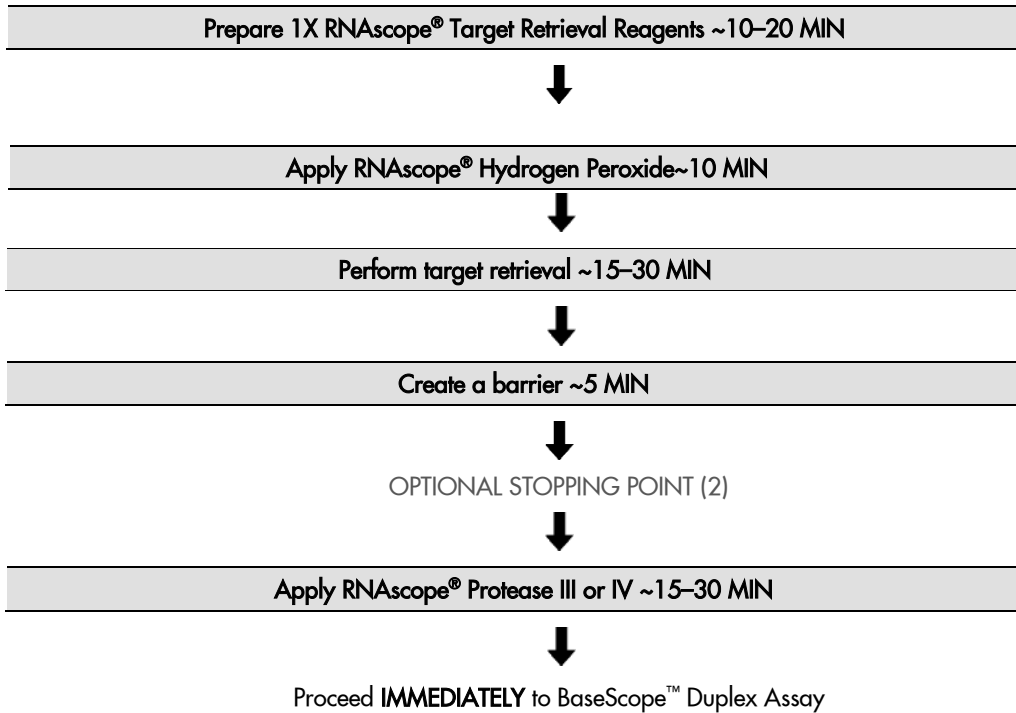 Prepare 1X RNAscope® Target Retrieval Reagents ~10–20 MIN
Apply RNAscope® Hydrogen Peroxide~10 MIN
Perform target retrieval ~15–30 MIN
Create a barrier ~5 MIN
OPTIONAL STOPPING POINT (2)
Apply RNAscope® Protease III or IV ~15–30 MIN
Proceed IMMEDIATELY to BaseScope™ Duplex Assay